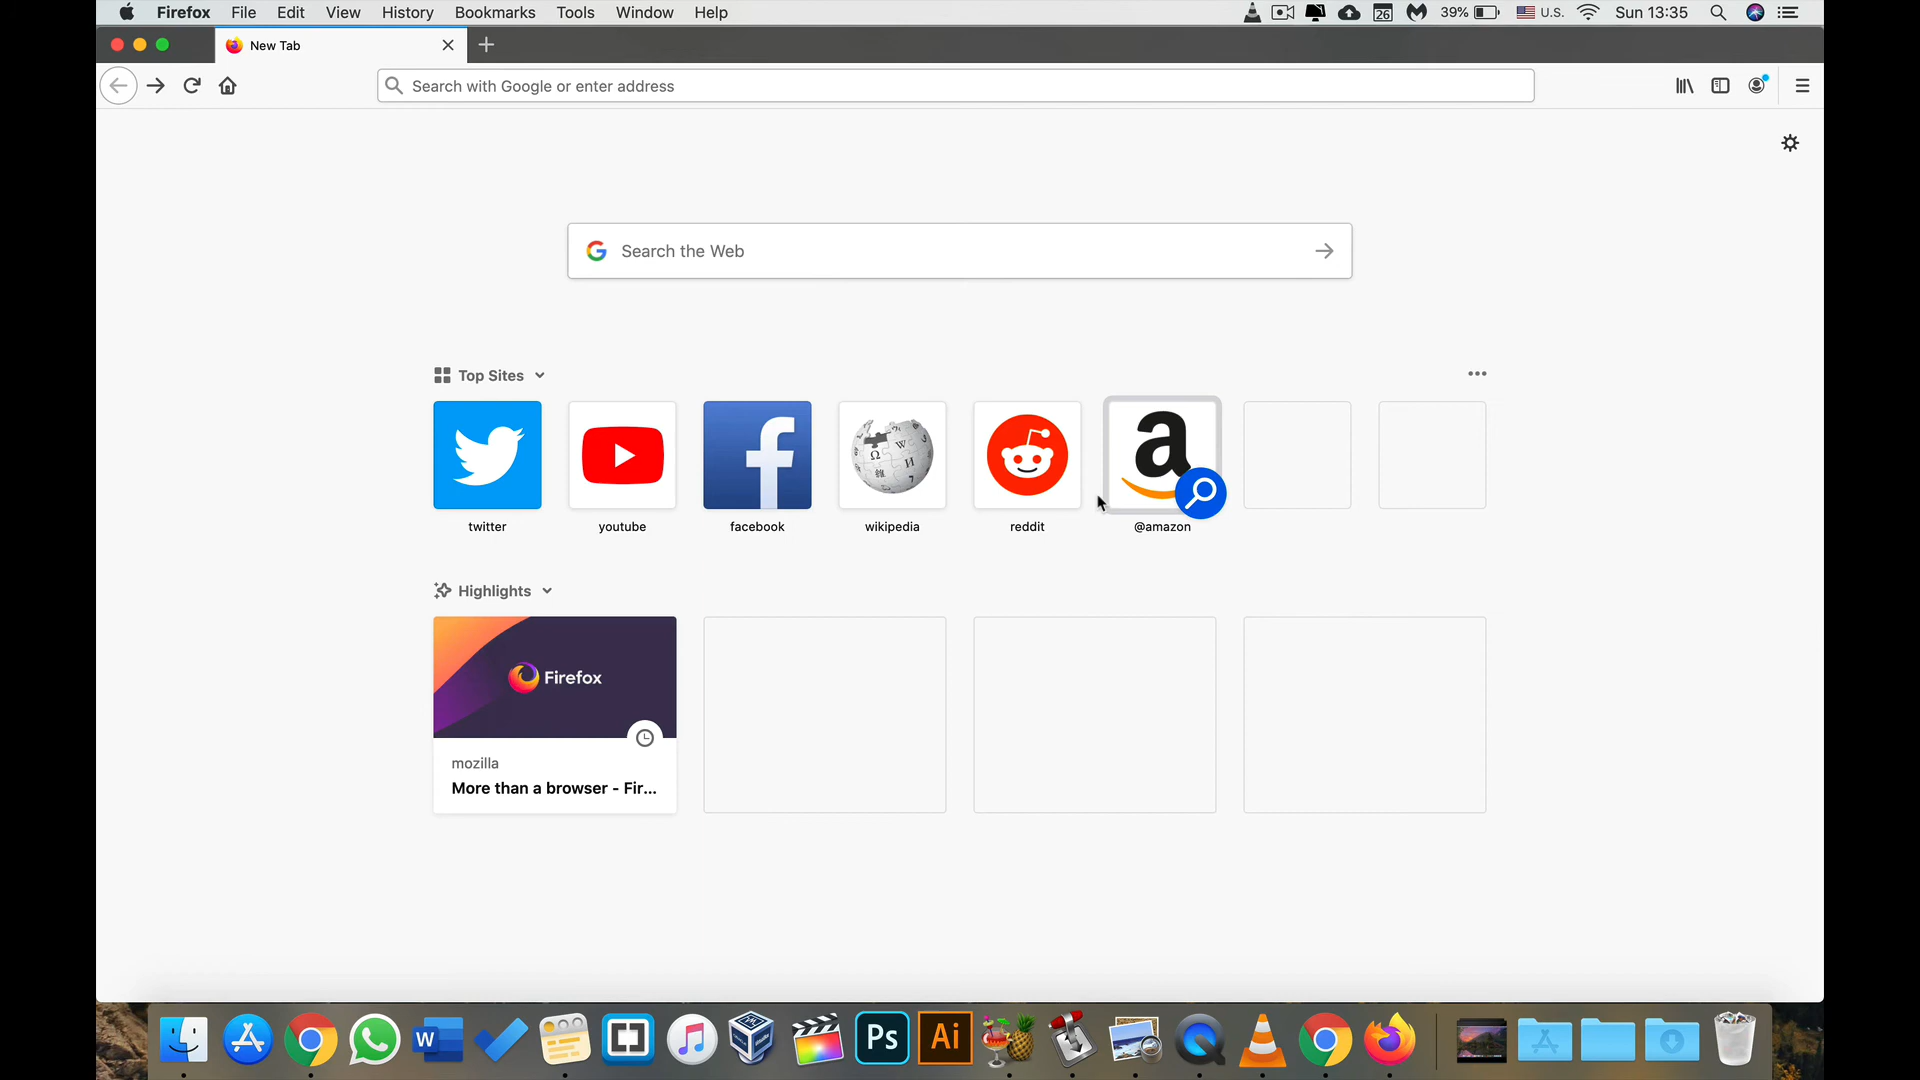 Firefox File Edit View History Bookmarks Tools Window Help 26 39% U.S. Sun 13:35
New Tab
Search with Google or enter address
Search the Web
Top Sites
twitter youtube facebook wikipedia reddit @amazon
Highlights
Firefox
mozilla
More than a browser - Fir...
W Ps Ai